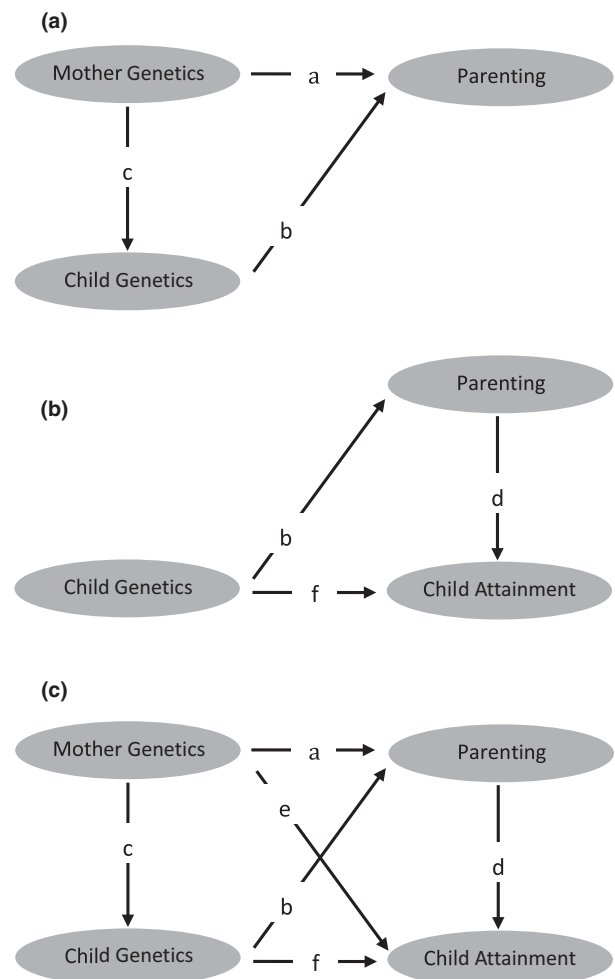 (a)
Mother Genetics
a
Parenting
c
b
Child Genetics
Parenting
(b)
d
b
Child Genetics
f
Child Attainment
(c)
Mother Genetics
a
Parenting
e
c
d
b
Child Genetics
f
Child Attainment